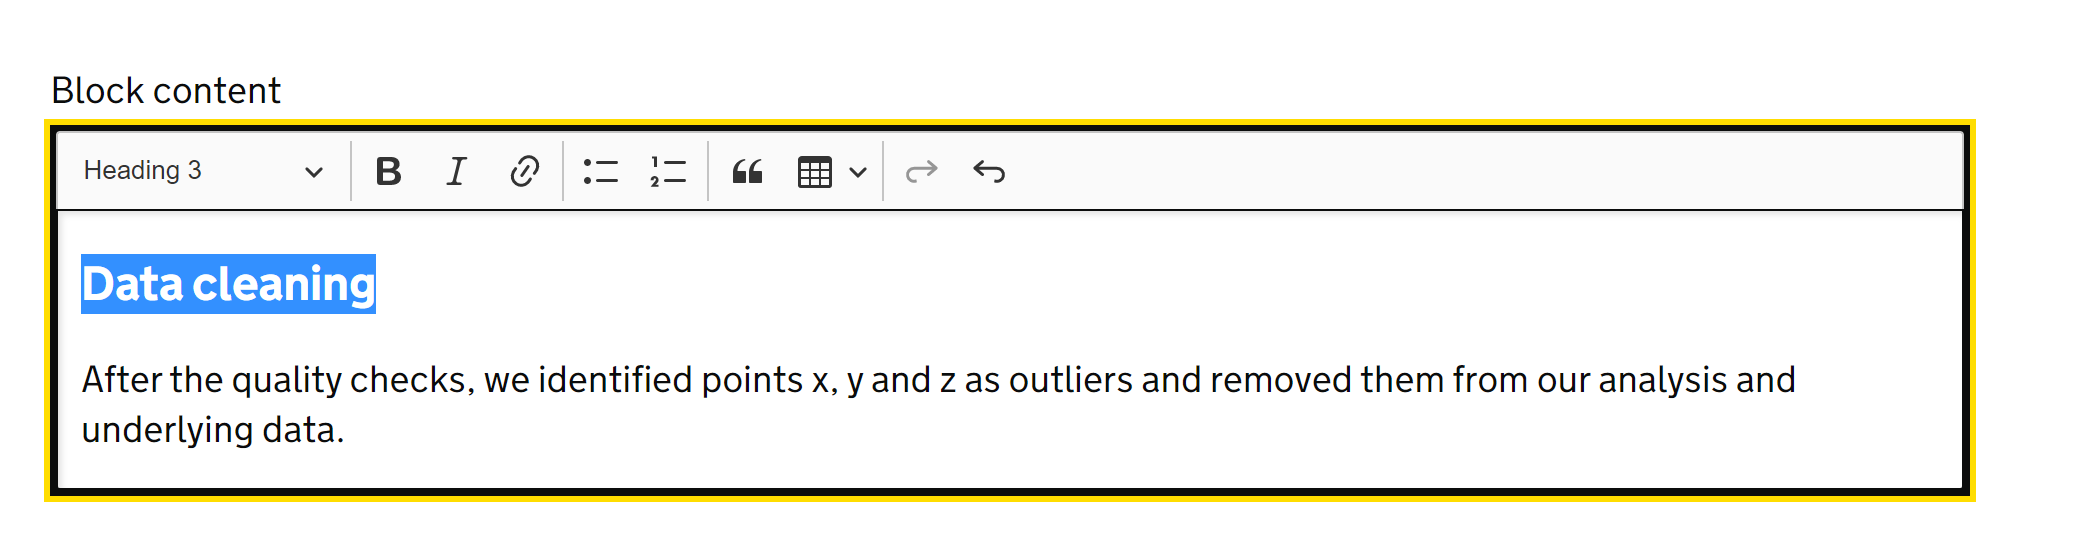 Block content
Heading 3
Data cleaning
After the quality checks, we identified points x, y and z as outliers and removed them from our analysis and
underlying data.